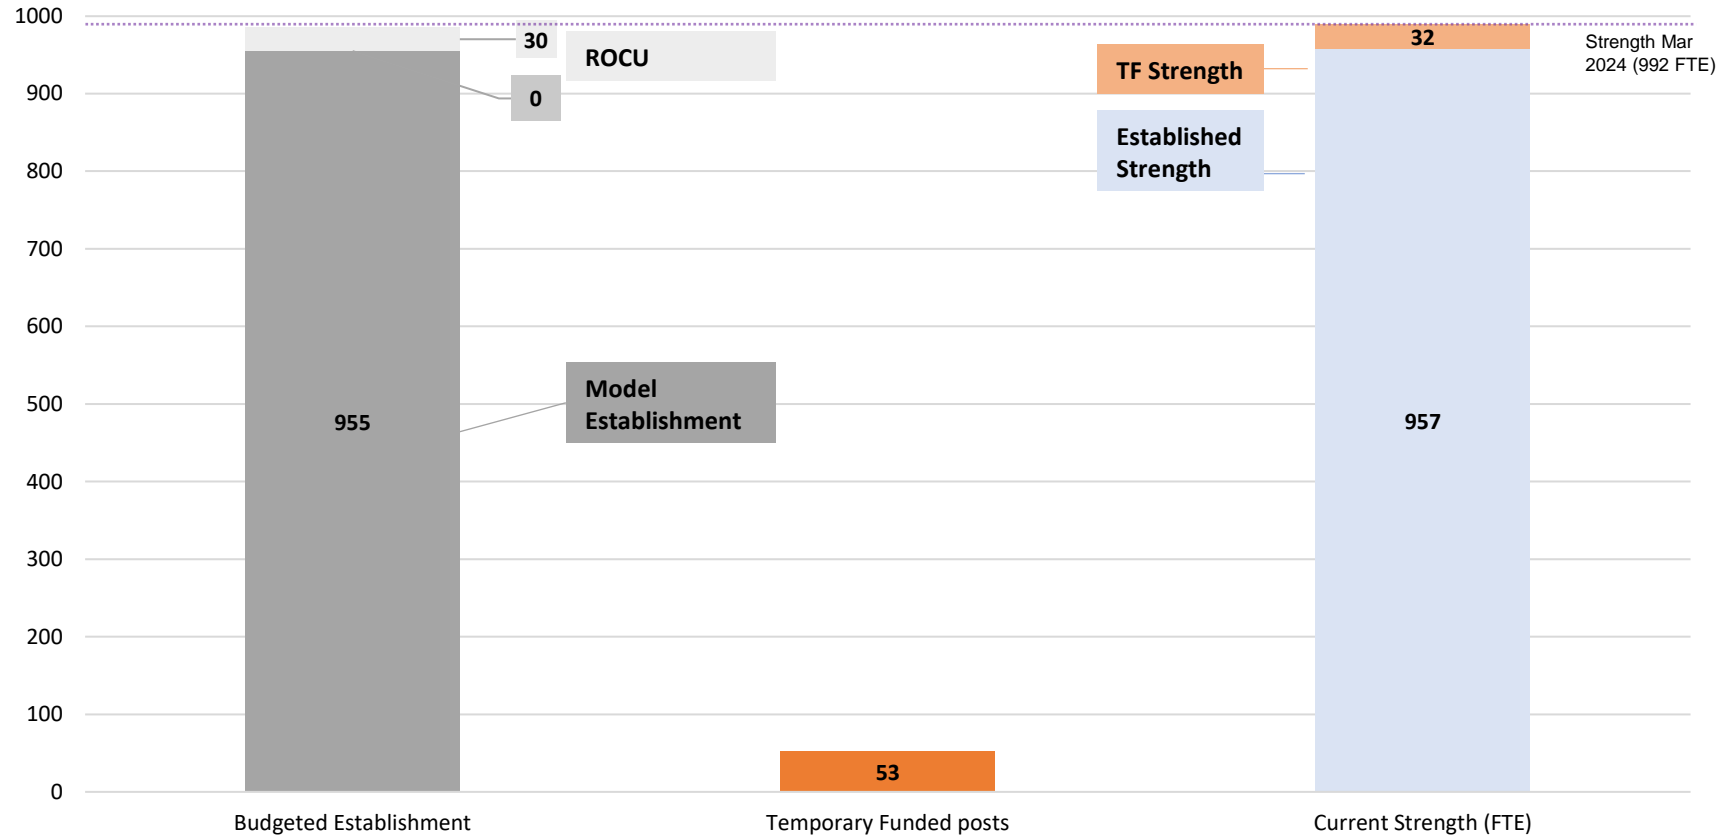 1000
900
800
700
600
500
400
300
200
100
0
30
ROCU
0
Model
Establishment
955
53
TF Strength
Established
Strength
32
957
Strength Mar
2024 (992 FTE)
Budgeted Establishment
Temporary Funded posts
Current Strength (FTE)